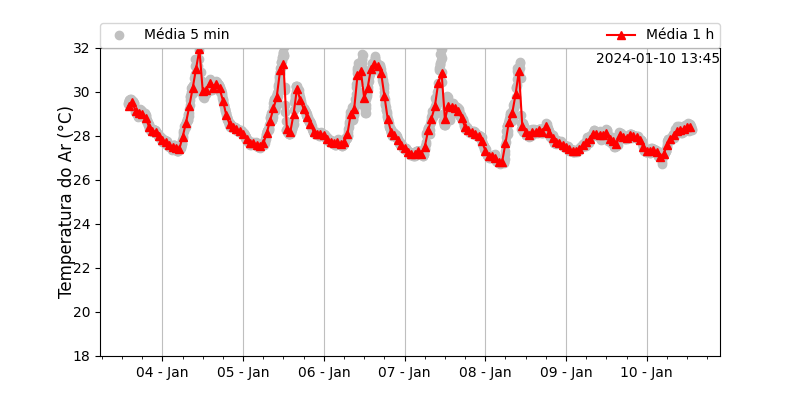 Média 5 min
Média 1 h
2024-01-10 13:45
Temperatura do Ar (°C)
32
30
28
26
24
22
20
18
04 - Jan
05 - Jan
06 - Jan
07 - Jan
08 - Jan
09 - Jan
10 - Jan